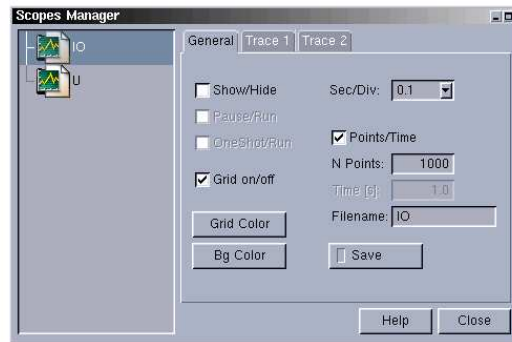 Scopes Manager
IO
U
General Trace 1 Trace 2
Show/Hide Sec/Div: 0.1
Pause/Run
Points/Time
OneShot/Run
N Points: 1000
Grid on/off
Time [s]: 1.0
Grid Color Filename: IO
Bg Color Save
Help Close